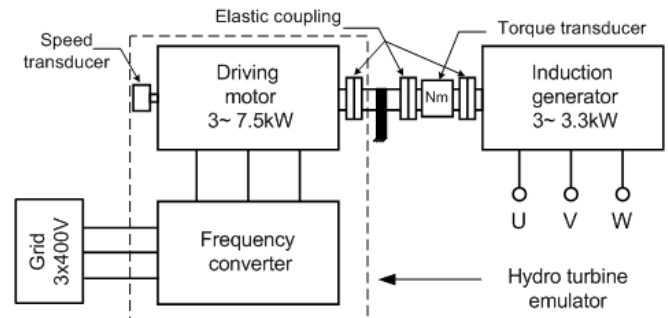 Elastic coupling
Torque transducer
Speed
transducer
Driving
motor
3~ 7.5kW
Nm
Induction
generator
3~ 3.3kW
U
V
W
Grid
3x400V
Frequency
converter
Hydro turbine
emulator